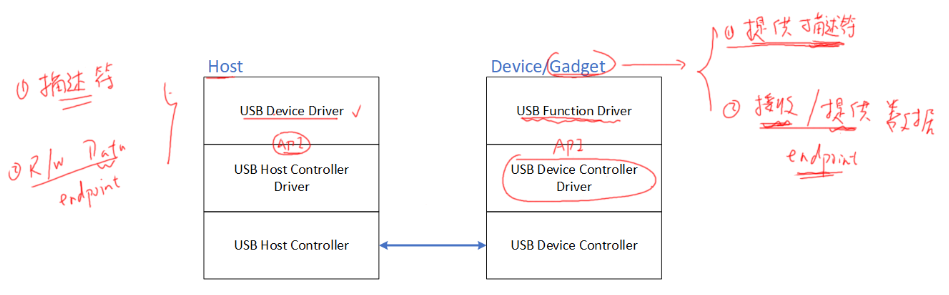 ① 描述符
② R/W Data
endpoint
Host
USB Device Driver
API
USB Host Controller
Driver
USB Host Controller
Device/Gadget
USB Function Driver
API
USB Device Controller
Driver
USB Device Controller
① 提供描述符
② 接收/提供 数据
endpoint